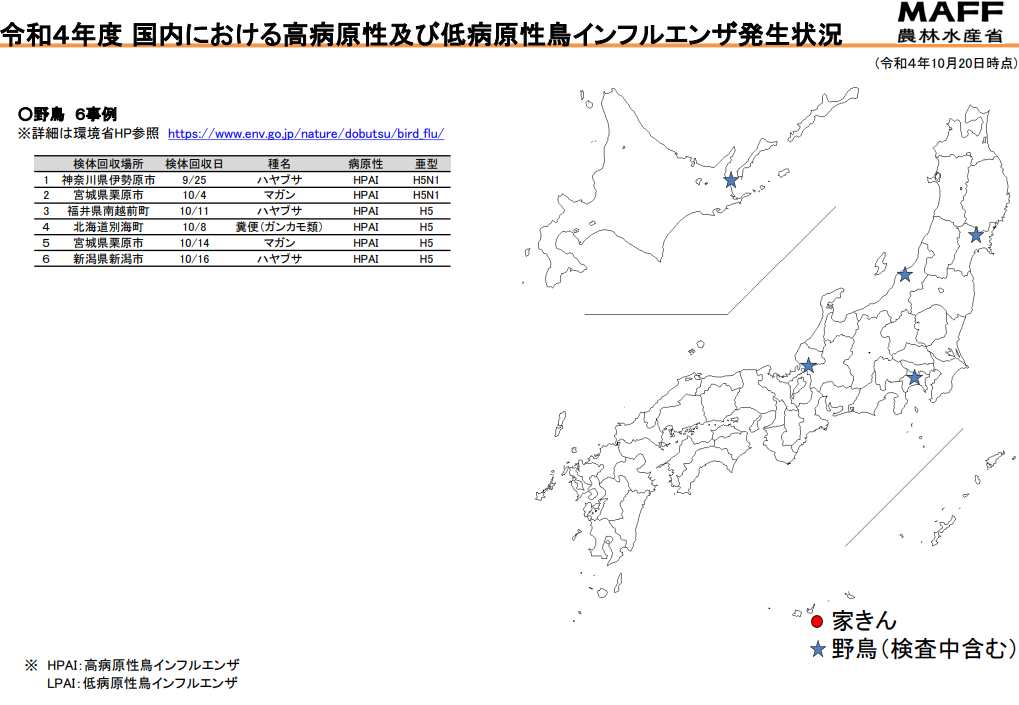 令和４年度 国内における高病原性及び低病原性鳥インフルエンザ発生状況
MAFF
農林水産省
（令和４年10月20日時点）
〇野鳥　６事例
※詳細は環境省HP参照　https://www.env.go.jp/nature/dobutsu/bird_flu/
検体回収場所　検体回収日　種名　病原性　亜型
1　神奈川県伊勢原市　9/25　ハヤブサ　HPAI　H5N1
2　宮城県栗原市　10/4　マガン　HPAI　H5N1
3　福井県南越前町　10/11　ハヤブサ　HPAI　H5
4　北海道別海町　10/8　糞便（ガンカモ類）　HPAI　H5
5　宮城県栗原市　10/14　マガン　HPAI　H5
6　新潟県新潟市　10/16　ハヤブサ　HPAI　H5
家きん
野鳥（検査中含む）
※　HPAI：高病原性鳥インフルエンザ
LPAI：低病原性鳥インフルエンザ